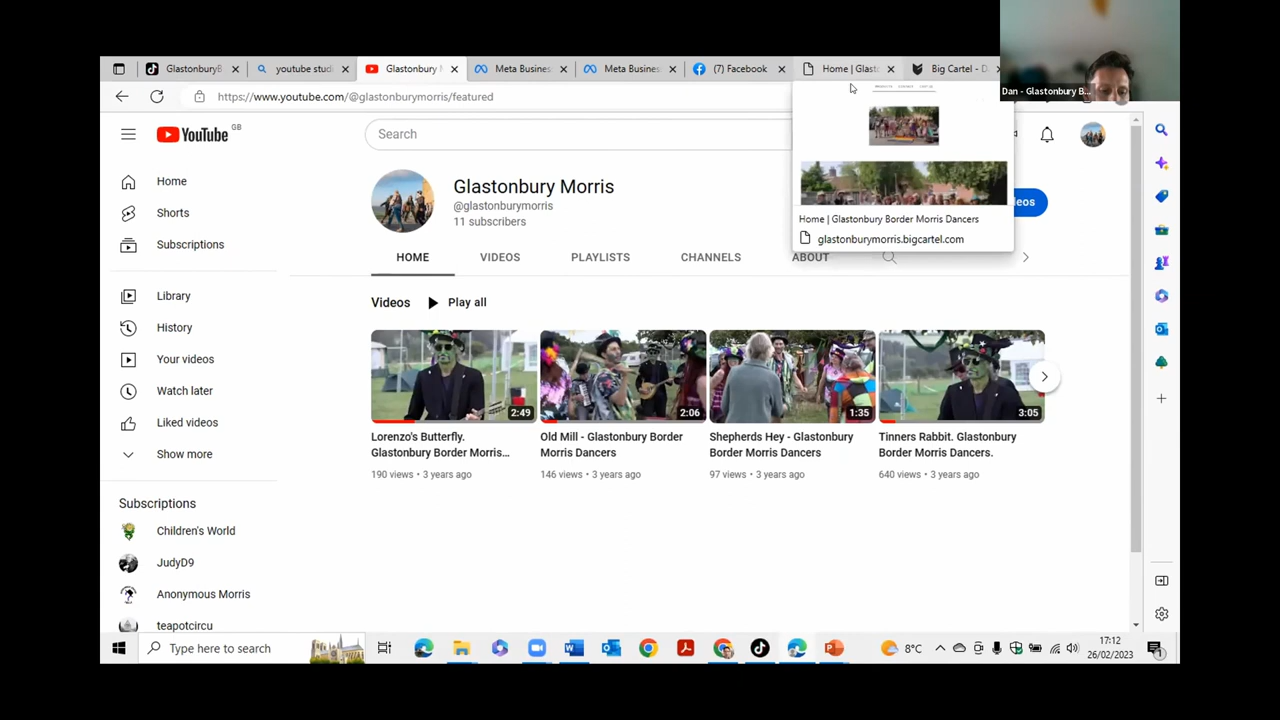 GlastonburyB
youtube stud
Glastonbury M
Meta Busines
Meta Busines
(7) Facebook
Home | Glasto
Big Cartel - D
Dan - Glastonbury B...
https://www.youtube.com/@glastonburymorris/featured
YouTube GB
Search
Home
Shorts
Subscriptions
Library
History
Your videos
Watch later
Liked videos
Show more
Subscriptions
Children's World
JudyD9
Anonymous Morris
teapotcircu
Glastonbury Morris
@glastonburymorris
11 subscribers
eos
Home | Glastonbury Border Morris Dancers
glastonburymorris.bigcartel.com
HOME
VIDEOS
PLAYLISTS
CHANNELS
ABOUT
Videos
Play all
2:49
2:06
1:35
3:05
Lorenzo's Butterfly.
Glastonbury Border Morris...
190 views • 3 years ago
Old Mill - Glastonbury Border
Morris Dancers
146 views • 3 years ago
Shepherds Hey - Glastonbury
Border Morris Dancers
97 views • 3 years ago
Tinners Rabbit. Glastonbury
Border Morris Dancers.
640 views • 3 years ago
Type here to search
8°C
17:12
26/02/2023